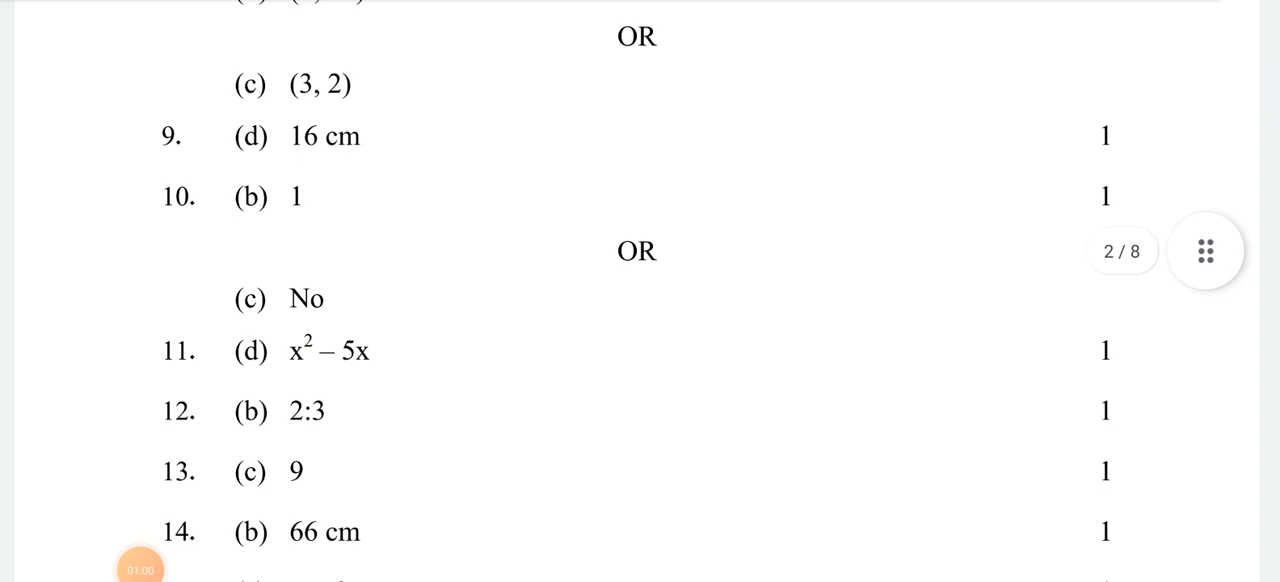 OR
(c) (3, 2)
9. (d) 16 cm 1
10. (b) 1 1
OR
2 / 8
(c) No
11. (d) x² – 5x 1
12. (b) 2:3 1
13. (c) 9 1
14. (b) 66 cm 1
01:00